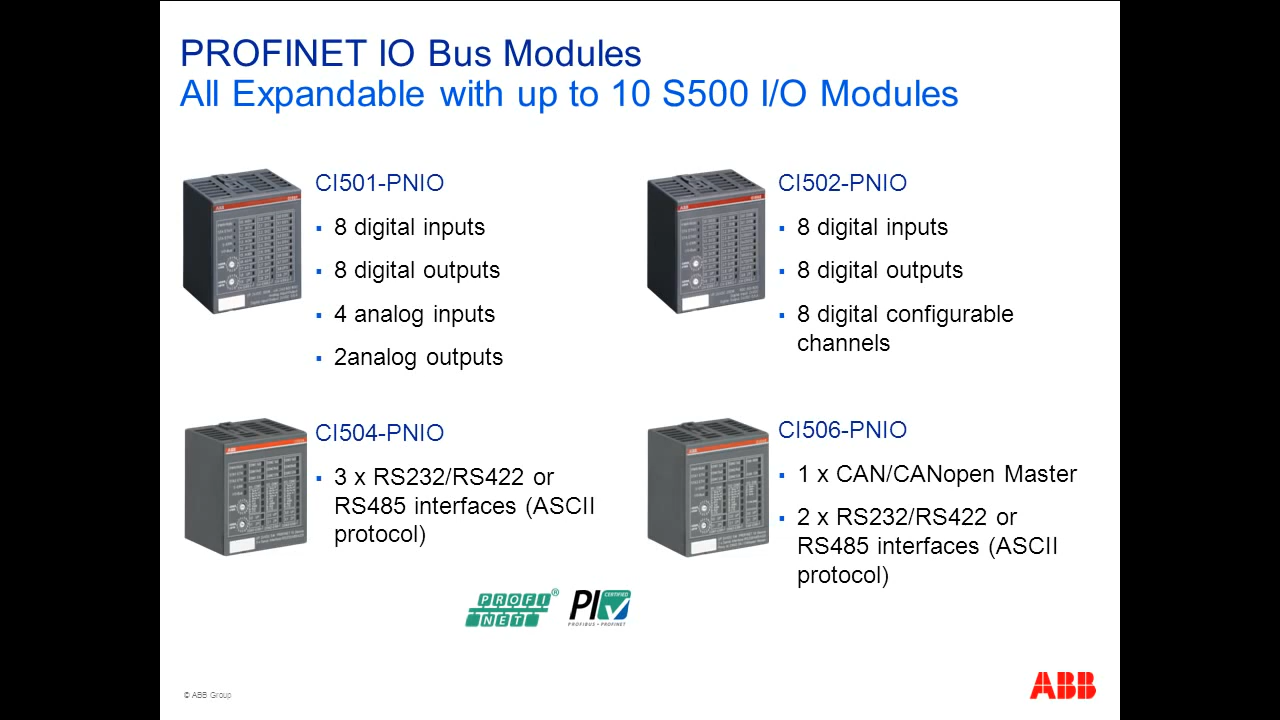 PROFINET IO Bus Modules
All Expandable with up to 10 S500 I/O Modules
CI501-PNIO
▪ 8 digital inputs
▪ 8 digital outputs
▪ 4 analog inputs
▪ 2analog outputs
CI502-PNIO
▪ 8 digital inputs
▪ 8 digital outputs
▪ 8 digital configurable
channels
CI504-PNIO
▪ 3 x RS232/RS422 or
RS485 interfaces (ASCII
protocol)
CI506-PNIO
▪ 1 x CAN/CANopen Master
▪ 2 x RS232/RS422 or
RS485 interfaces (ASCII
protocol)
PROFI®
NET
PI CERTIFIED
PROFIBUS • PROFINET
© ABB Group
ABB